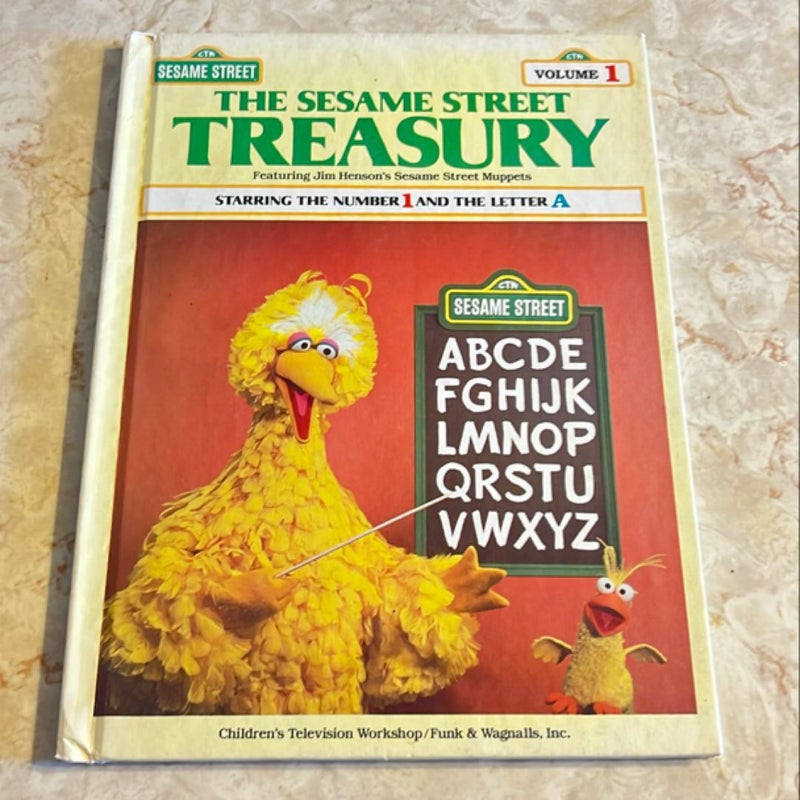 CTW
SESAME STREET
CTW
VOLUME 1
THE SESAME STREET
TREASURY
Featuring Jim Henson's Sesame Street Muppets
STARRING THE NUMBER 1 AND THE LETTER A
CTW
SESAME STREET
ABCDE
FGHIJK
LMNOP
QRSTU
VWXYZ
Children's Television Workshop/Funk & Wagnalls, Inc.